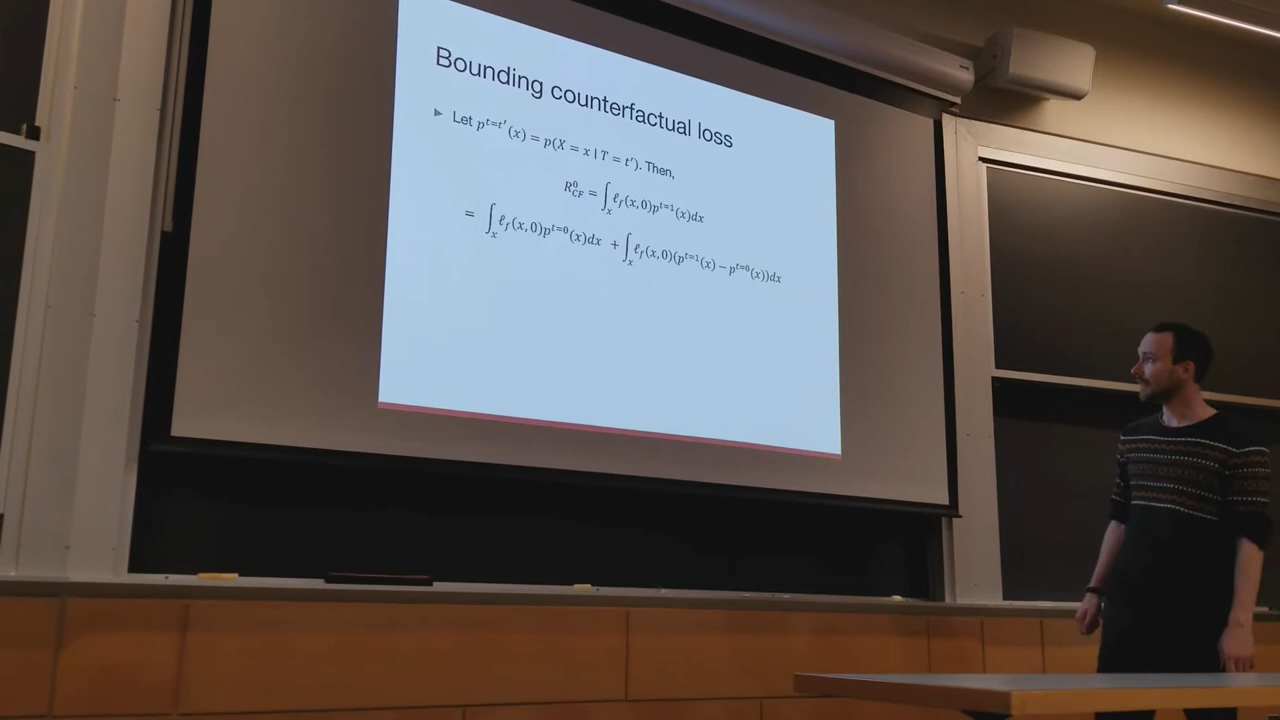 Bounding counterfactual loss
▶ Let p^{t=t'}(x) = p(X = x | T = t'). Then,
R^0_{CF} = ∫_x ℓ_f(x,0)p^{t=1}(x)dx
= ∫_x ℓ_f(x,0)p^{t=0}(x)dx + ∫_x ℓ_f(x,0)(p^{t=1}(x) − p^{t=0}(x))dx